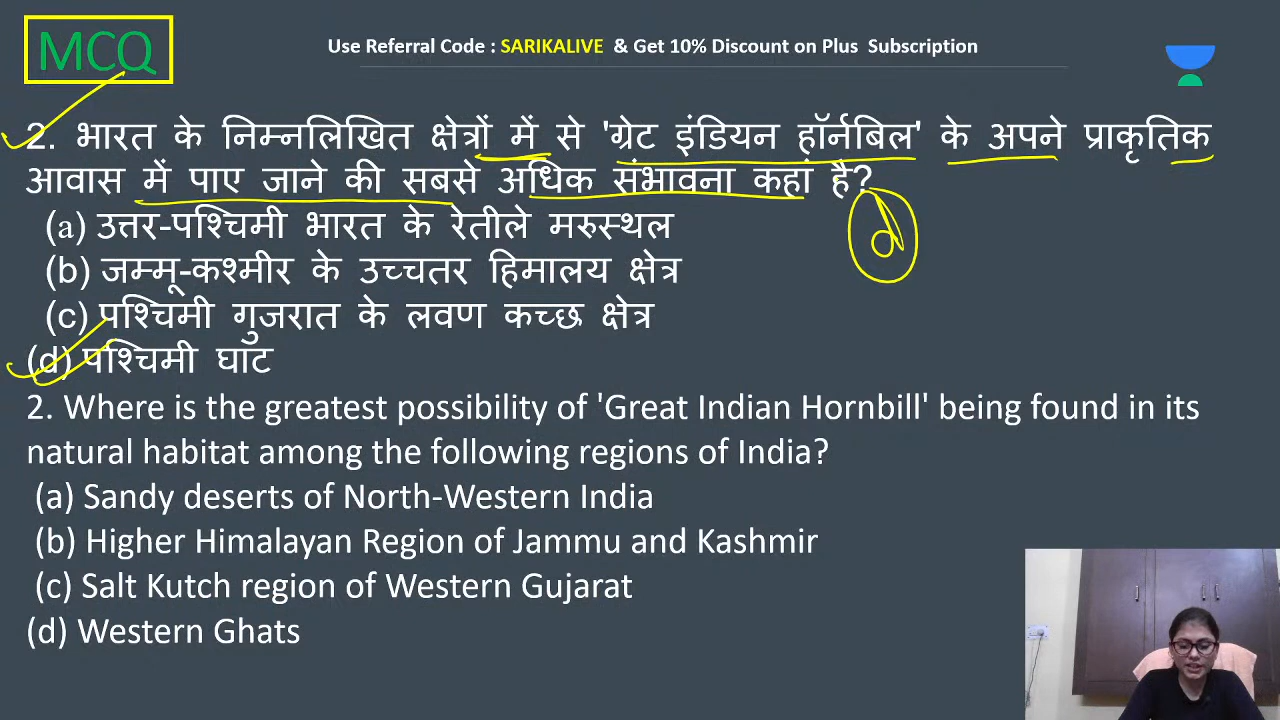 MCQ
Use Referral Code : SARIKALIVE & Get 10% Discount on Plus Subscription
2. भारत के निम्नलिखित क्षेत्रों में से 'ग्रेट इंडियन हॉर्नबिल' के अपने प्राकृतिक
आवास में पाए जाने की सबसे अधिक संभावना कहां है?
(a) उत्तर-पश्चिमी भारत के रेतीले मरुस्थल
d
(b) जम्मू-कश्मीर के उच्चतर हिमालय क्षेत्र
(c) पश्चिमी गुजरात के लवण कच्छ क्षेत्र
(d) पश्चिमी घाट
2. Where is the greatest possibility of 'Great Indian Hornbill' being found in its
natural habitat among the following regions of India?
(a) Sandy deserts of North-Western India
(b) Higher Himalayan Region of Jammu and Kashmir
(c) Salt Kutch region of Western Gujarat
(d) Western Ghats